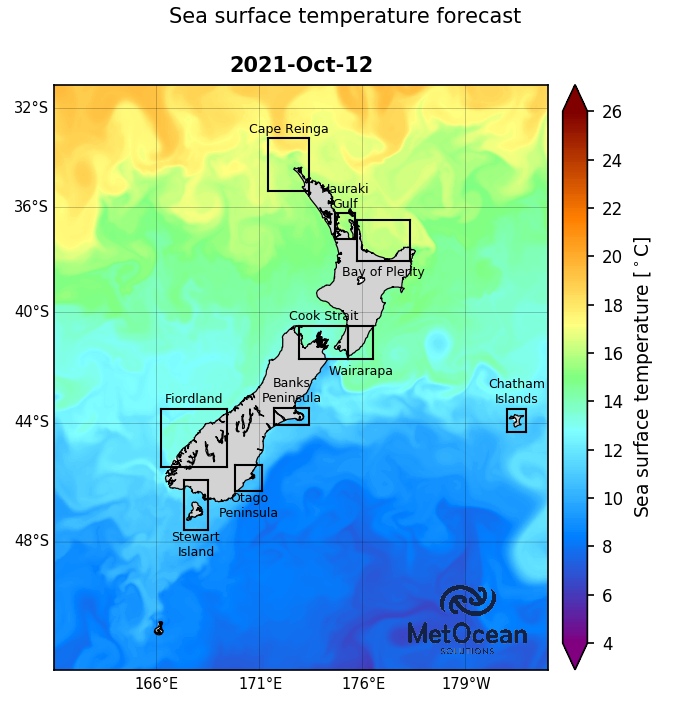 Sea surface temperature forecast
2021-Oct-12
32°S
36°S
40°S
44°S
48°S
Cape Reinga
Hauraki
Gulf
Bay of Plenty
Cook Strait
Wairarapa
Banks
Peninsula
Fiordland
Chatham
Islands
Otago
Peninsula
Stewart
Island
MetOcean
SOLUTIONS
166°E
171°E
176°E
179°W
26
24
22
20
18
16
14
12
10
8
6
4
Sea surface temperature [°C]